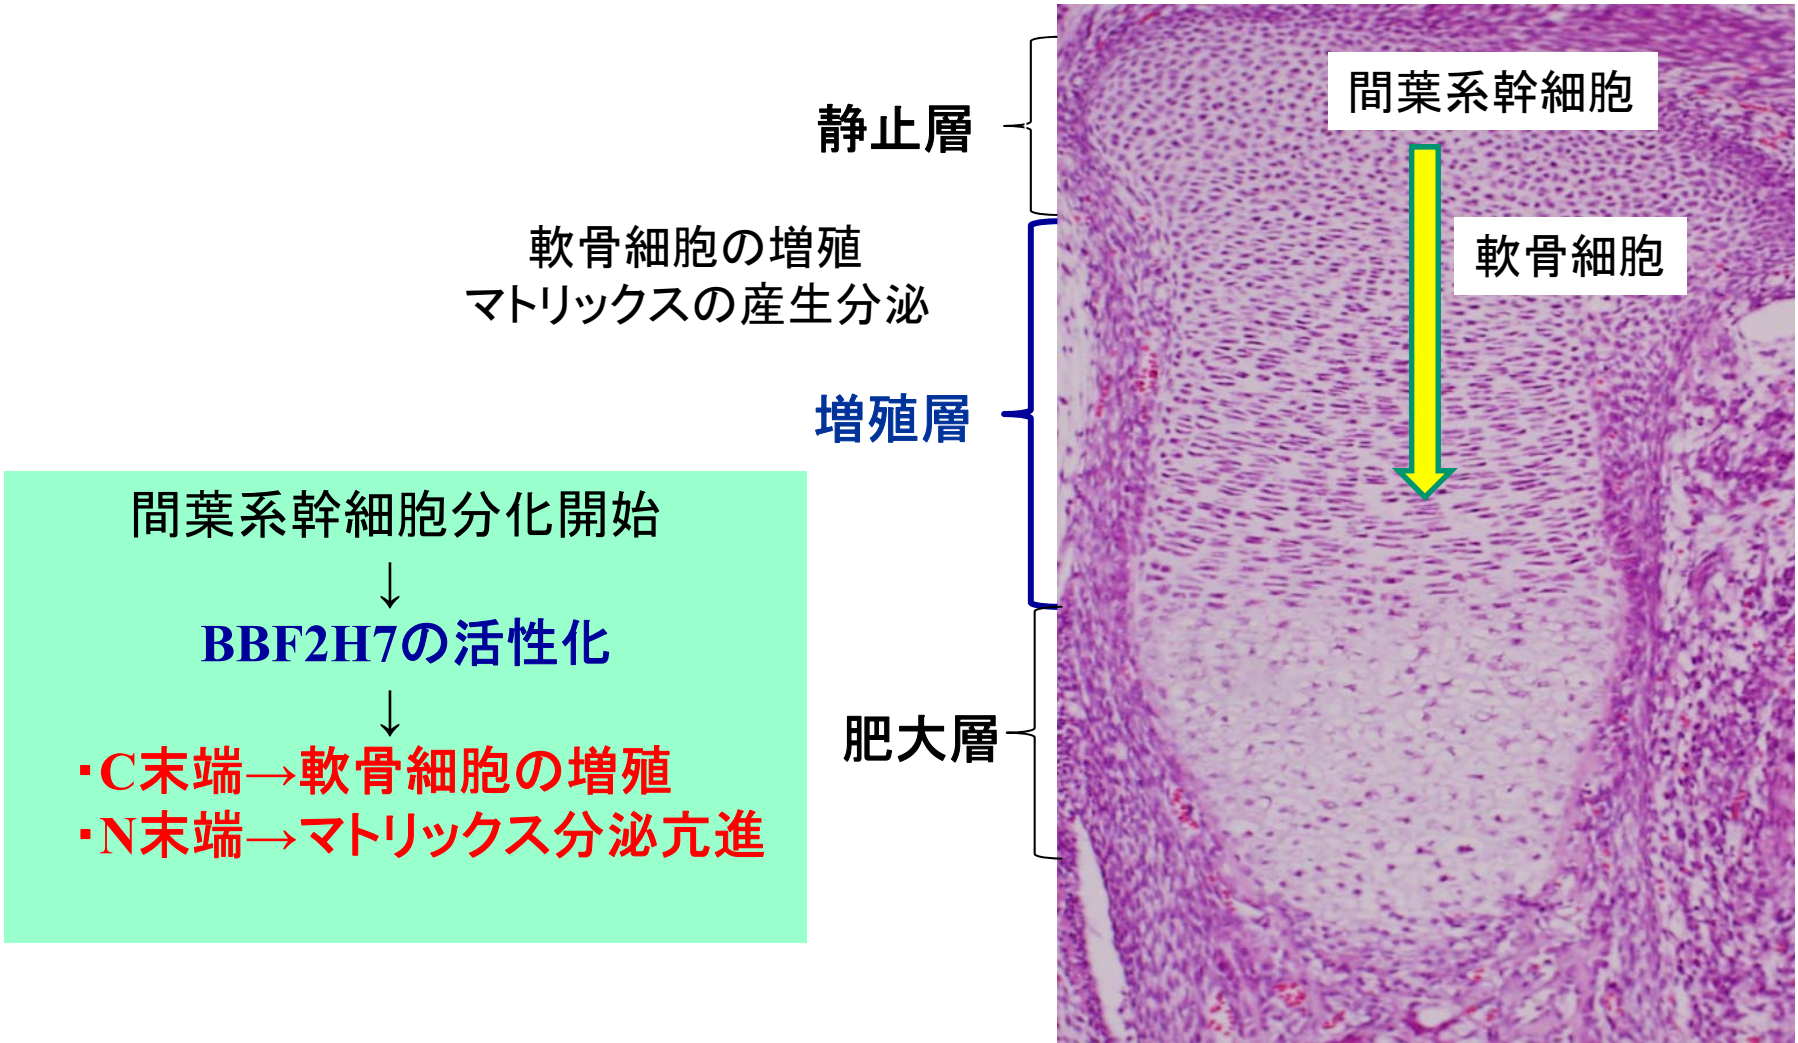 静止層
間葉系幹細胞
軟骨細胞の増殖
マトリックスの産生分泌
軟骨細胞
増殖層
間葉系幹細胞分化開始
↓
BBF2H7の活性化
↓
・C末端→軟骨細胞の増殖
・N末端→マトリックス分泌亢進
肥大層